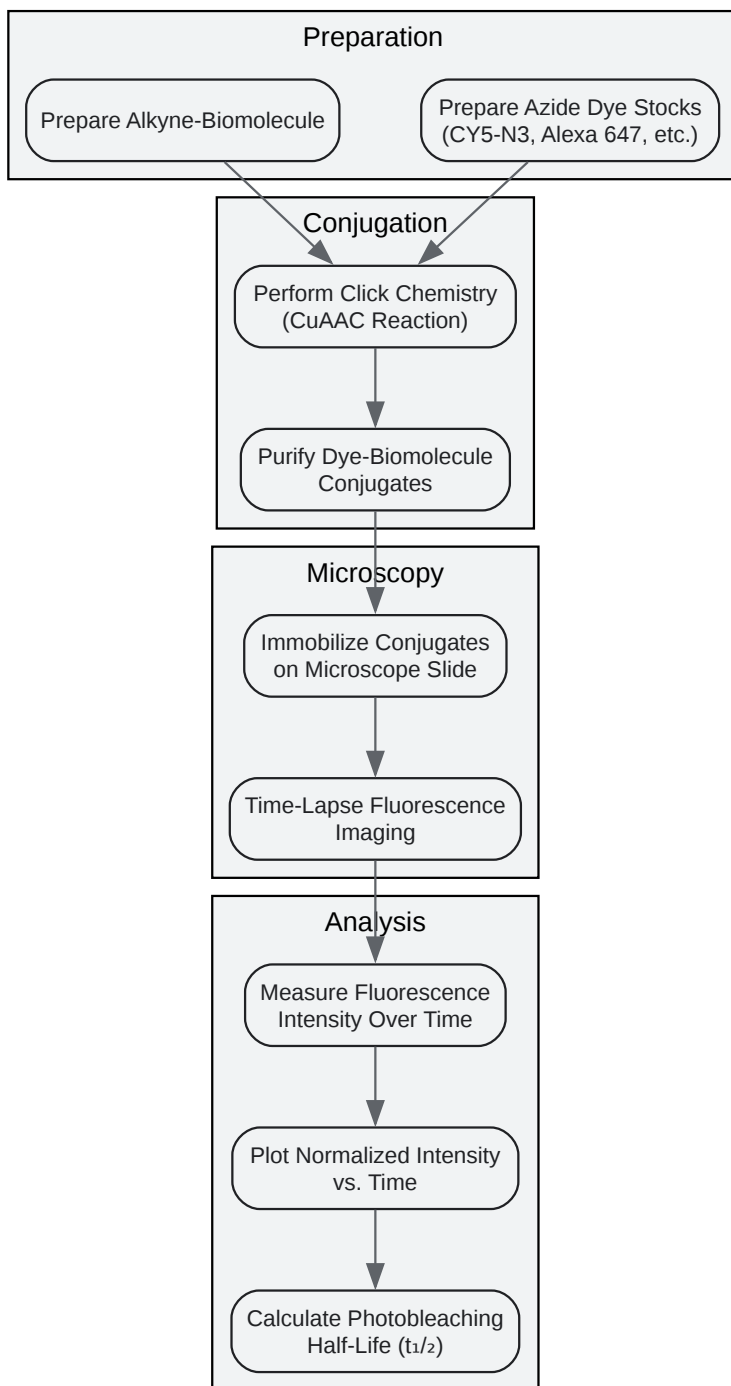 Preparation
Prepare Alkyne-Biomolecule
Prepare Azide Dye Stocks
(CY5-N3, Alexa 647, etc.)
Conjugation
Perform Click Chemistry
(CuAAC Reaction)
Purify Dye-Biomolecule
Conjugates
Microscopy
Immobilize Conjugates
on Microscope Slide
Time-Lapse Fluorescence
Imaging
Analysis
Measure Fluorescence
Intensity Over Time
Plot Normalized Intensity
vs. Time
Calculate Photobleaching
Half-Life (t₁/₂)